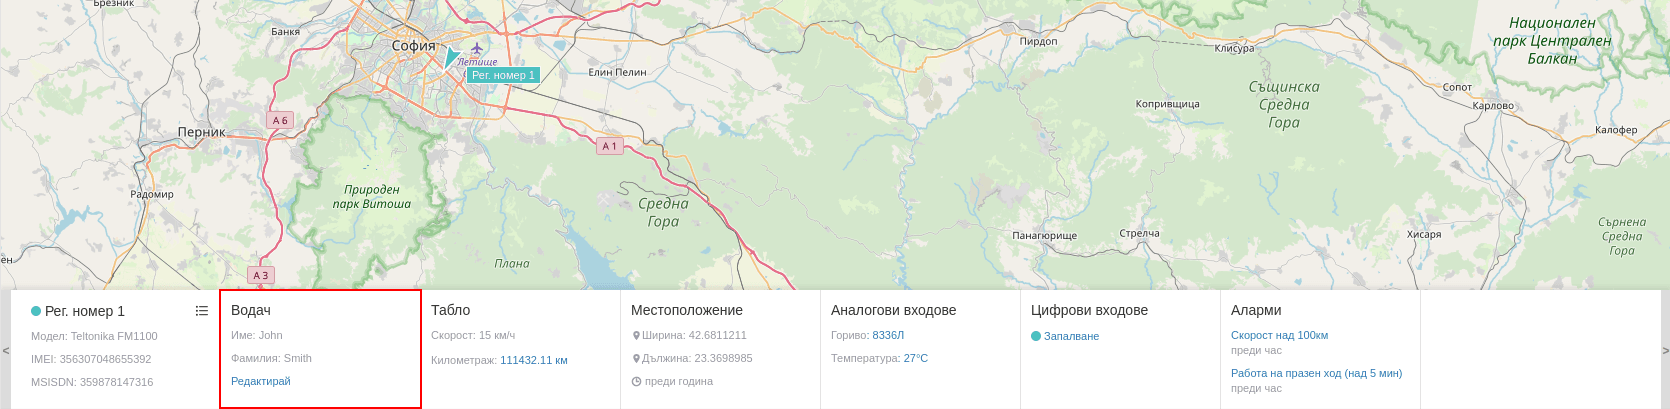 Брезник
Банкя
София
Летище
Рег. номер 1
Елин Пелин
Пирдоп
Клисура
Национален
парк Централен
Балкан
Сопот
Карлово
Калофер
Копривщица
Същинска
Средна
Гора
А 6
Перник
А 1
Радомир
Природен
парк Витоша
Средна
Гора
Панагюрище
Стрелча
Хисаря
Сърнена
Средна
Гора
ен
Плана
А 3
<
Рег. номер 1
Модел: Teltonika FM1100
IMEI: 356307048655392
MSISDN: 359878147316
Водач
Име: John
Фамилия: Smith
Редактирай
Табло
Скорост: 15 км/ч
Километраж: 111432.11 км
Местоположение
Ширина: 42.6811211
Дължина: 23.3698985
преди година
Аналогови входове
Гориво: 8336Л
Температура: 27°C
Цифрови входове
Запалване
Аларми
Скорост над 100км
преди час
Работа на празен ход (над 5 мин)
преди час
>